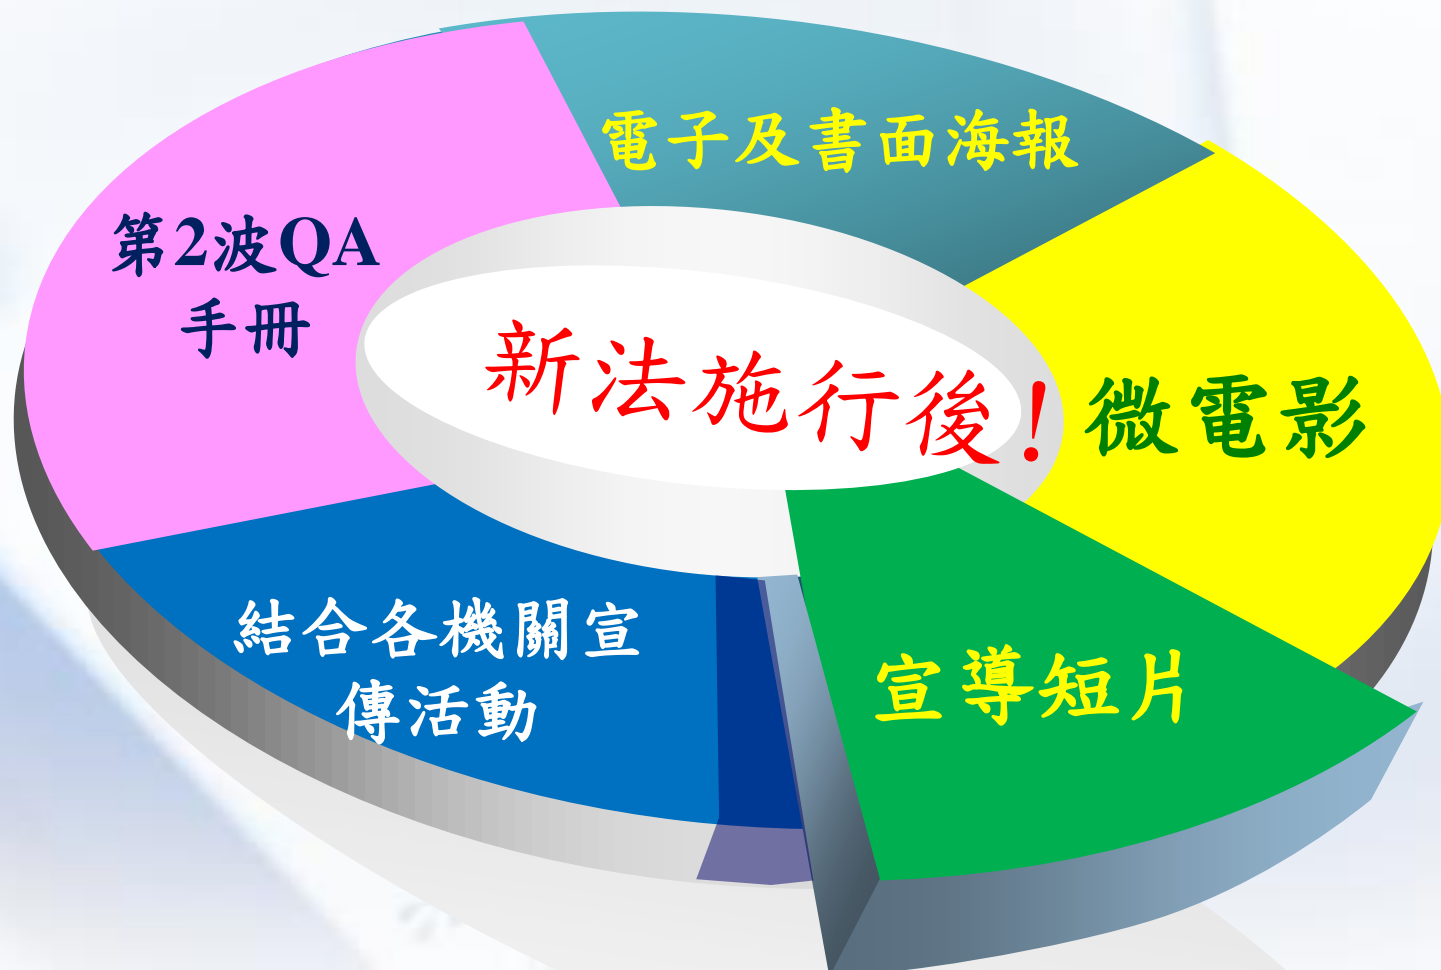 電子及書面海報
第2波QA
手冊
新法施行後!
微電影
結合各機關宣
傳活動
宣導短片